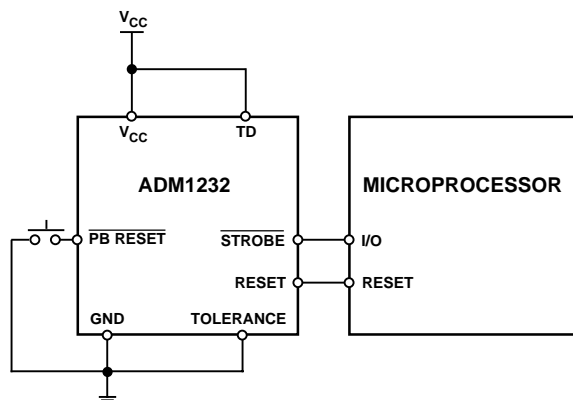 VCC
VCC TD
ADM1232
MICROPROCESSOR
PB RESET STROBE I/O
RESET RESET
GND TOLERANCE